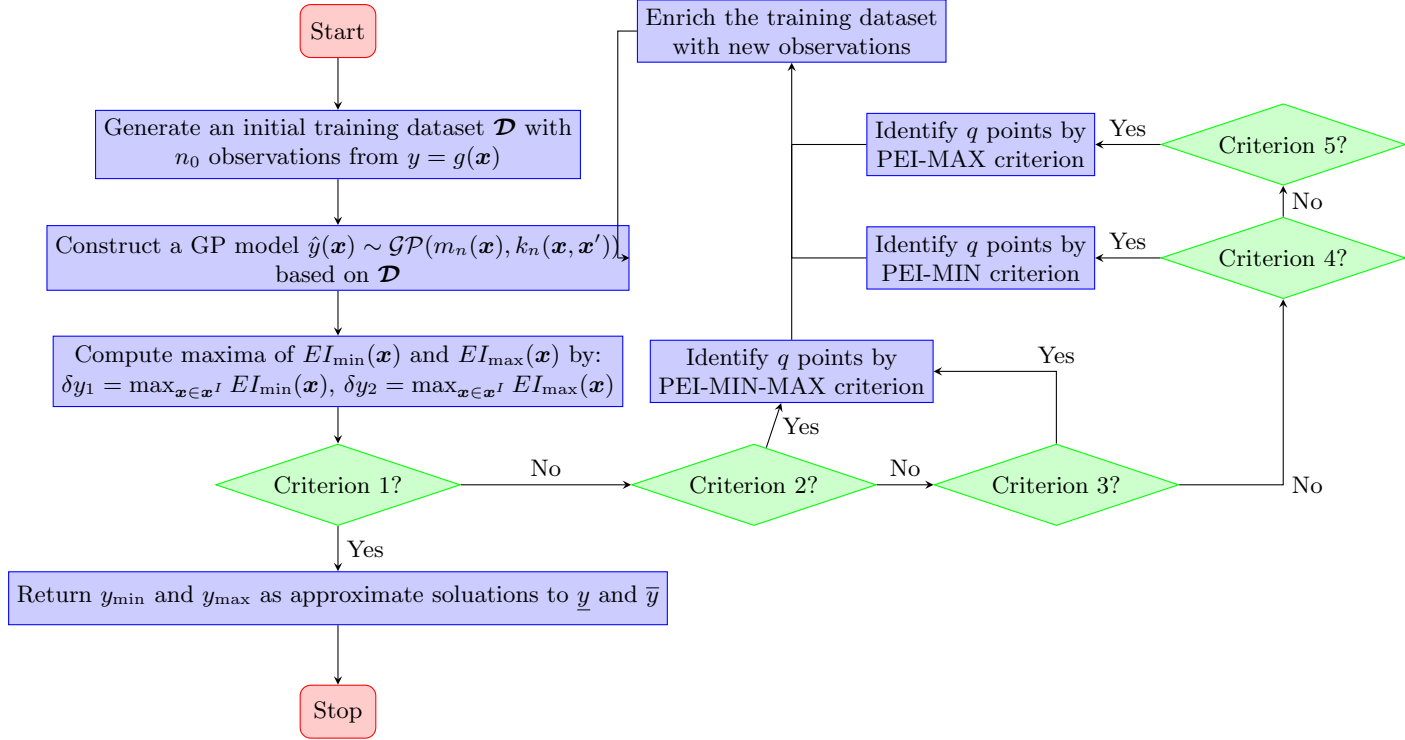 Start
Generate an initial training dataset 𝓓 with
n₀ observations from y = g(x)
Construct a GP model ŷ(x) ∼ 𝒢𝒫(mₙ(x), kₙ(x, x′))
based on 𝓓
Compute maxima of EI_min(x) and EI_max(x) by:
δy₁ = max_{x∈x^I} EI_min(x), δy₂ = max_{x∈x^I} EI_max(x)
Criterion 1?
No
Yes
Return y_min and y_max as approximate soluations to y̲ and y̅
Stop
Enrich the training dataset
with new observations
Identify q points by
PEI-MAX criterion
Yes
Criterion 5?
No
Identify q points by
PEI-MIN criterion
Yes
Criterion 4?
Identify q points by
PEI-MIN-MAX criterion
Yes
Yes
Criterion 2?
No
Criterion 3?
No